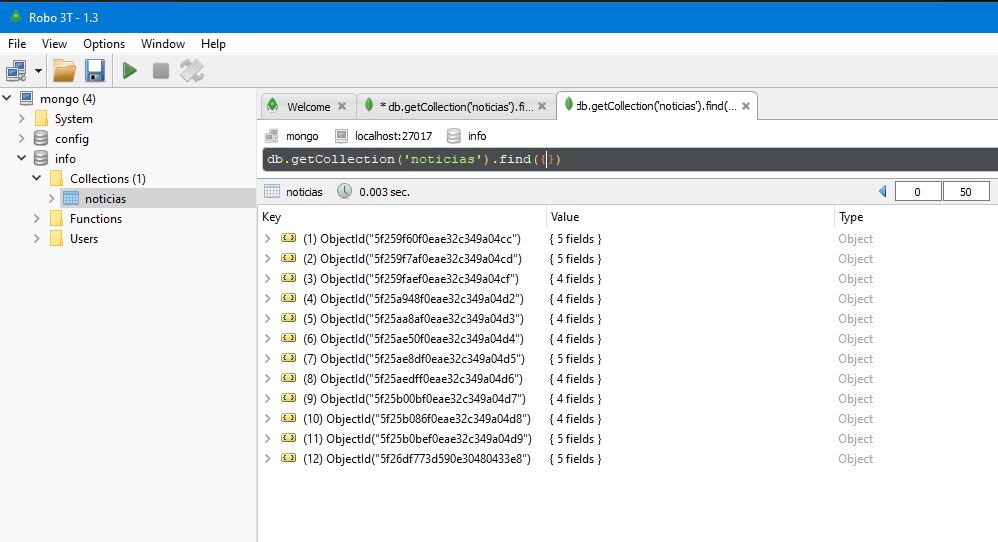 Robo 3T - 1.3
File View Options Window Help
mongo (4)
System
config
info
Collections (1)
noticias
Functions
Users
Welcome
* db.getCollection('noticias').fi...
db.getCollection('noticias').find(...
mongo localhost:27017 info
db.getCollection('noticias').find({})
noticias 0.003 sec. 0 50
Key Value Type
(1) ObjectId("5f259f60f0eae32c349a04cc") { 5 fields } Object
(2) ObjectId("5f259f7af0eae32c349a04cd") { 5 fields } Object
(3) ObjectId("5f259faef0eae32c349a04cf") { 4 fields } Object
(4) ObjectId("5f25a948f0eae32c349a04d2") { 4 fields } Object
(5) ObjectId("5f25aa8af0eae32c349a04d3") { 4 fields } Object
(6) ObjectId("5f25ae50f0eae32c349a04d4") { 4 fields } Object
(7) ObjectId("5f25ae8df0eae32c349a04d5") { 5 fields } Object
(8) ObjectId("5f25aedff0eae32c349a04d6") { 4 fields } Object
(9) ObjectId("5f25b00bf0eae32c349a04d7") { 4 fields } Object
(10) ObjectId("5f25b086f0eae32c349a04d8") { 4 fields } Object
(11) ObjectId("5f25b0bef0eae32c349a04d9") { 5 fields } Object
(12) ObjectId("5f26df773d590e30480433e8") { 5 fields } Object